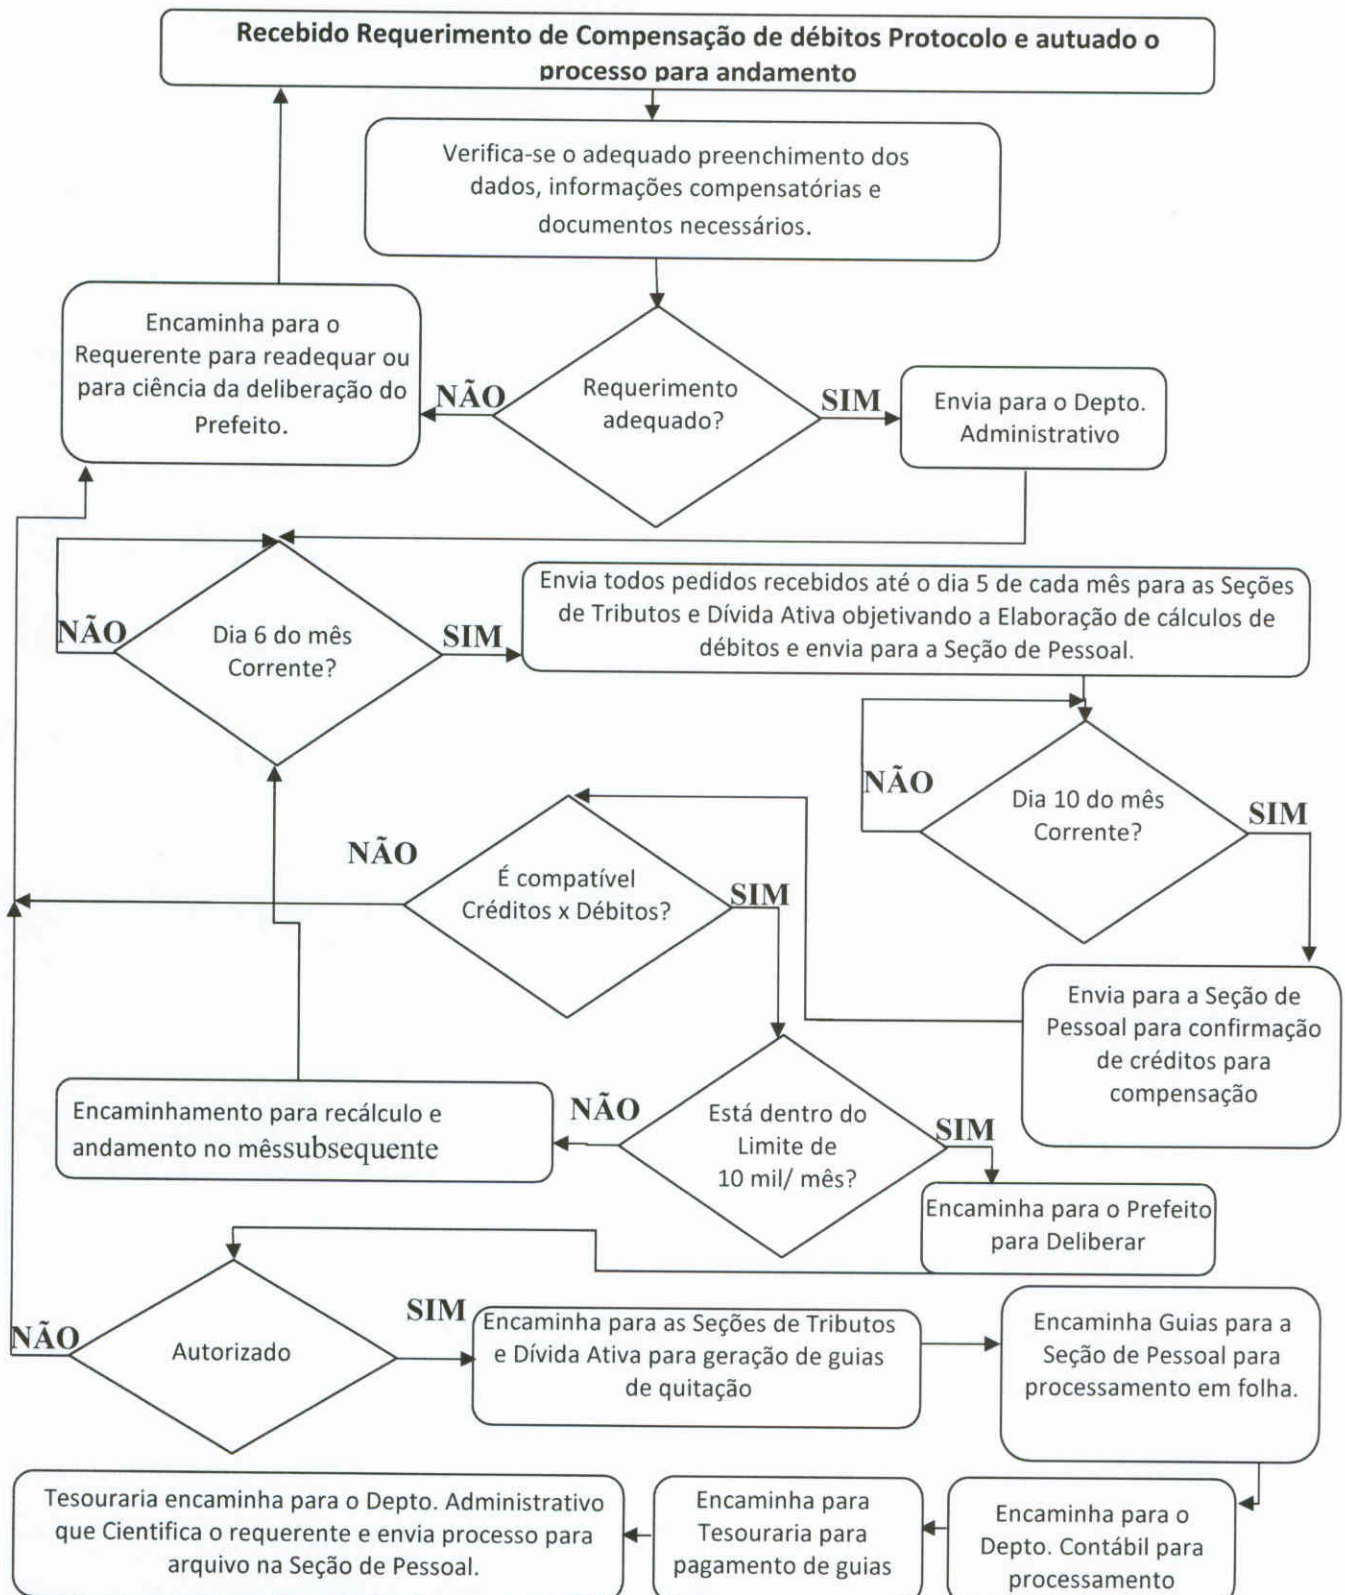 Recebido Requerimento de Compensação de débitos Protocolo e autuado o
processo para andamento
Verifica-se o adequado preenchimento dos
dados, informações compensatórias e
documentos necessários.
Encaminha para o
Requerente para readequar ou
para ciência da deliberação do
Prefeito.
NÃO
Requerimento
adequado?
SIM
Envia para o Depto.
Administrativo
NÃO
Dia 6 do mês
Corrente?
SIM
Envia todos pedidos recebidos até o dia 5 de cada mês para as Seções
de Tributos e Dívida Ativa objetivando a Elaboração de cálculos de
débitos e envia para a Seção de Pessoal.
NÃO
Dia 10 do mês
Corrente?
SIM
NÃO
É compatível
Créditos x Débitos?
SIM
Envia para a Seção de
Pessoal para confirmação
de créditos para
compensação
Encaminhamento para recálculo e
andamento no mêssubsequente
NÃO
Está dentro do
Limite de
10 mil/ mês?
SIM
Encaminha para o Prefeito
para Deliberar
NÃO
Autorizado
SIM
Encaminha para as Seções de Tributos
e Dívida Ativa para geração de guias
de quitação
Encaminha Guias para a
Seção de Pessoal para
processamento em folha.
Tesouraria encaminha para o Depto. Administrativo
que Cientifica o requerente e envia processo para
arquivo na Seção de Pessoal.
Encaminha para
Tesouraria para
pagamento de guias
Encaminha para o
Depto. Contábil para
processamento